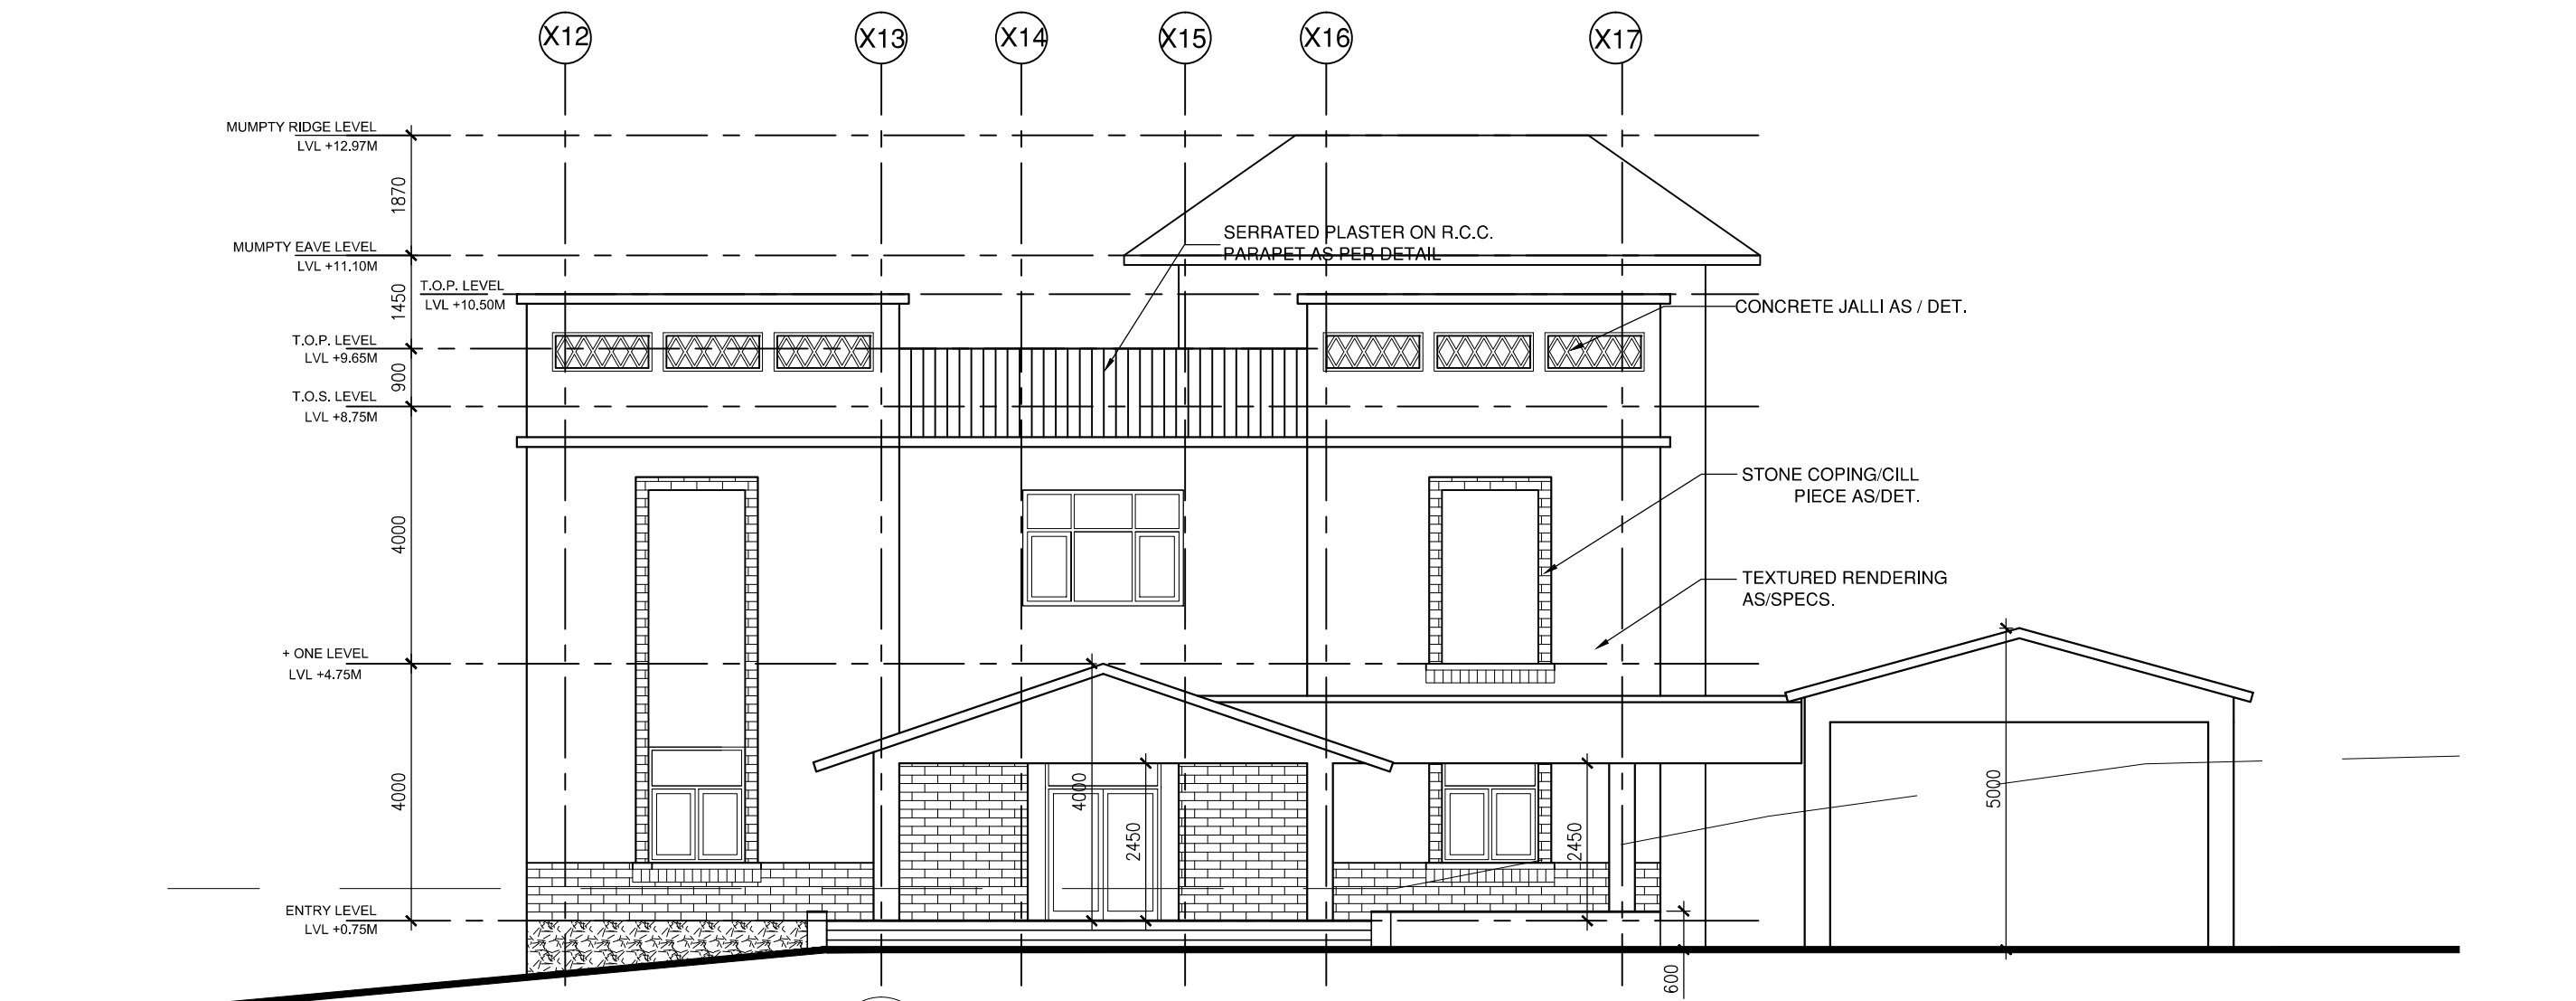 X12
X13
X14
X15
X16
X17
MUMPTY RIDGE LEVEL
LVL +12.97M
1870
MUMPTY EAVE LEVEL
LVL +11.10M
SERRATED PLASTER ON R.C.C.
PARAPET AS PER DETAIL
T.O.P. LEVEL
LVL +10.50M
1450
CONCRETE JALLI AS / DET.
T.O.P. LEVEL
LVL +9.65M
900
T.O.S. LEVEL
LVL +8.75M
STONE COPING/CILL
PIECE AS/DET.
4000
TEXTURED RENDERING
AS/SPECS.
+ ONE LEVEL
LVL +4.75M
4000
4000
2450
2450
5000
ENTRY LEVEL
LVL +0.75M
600